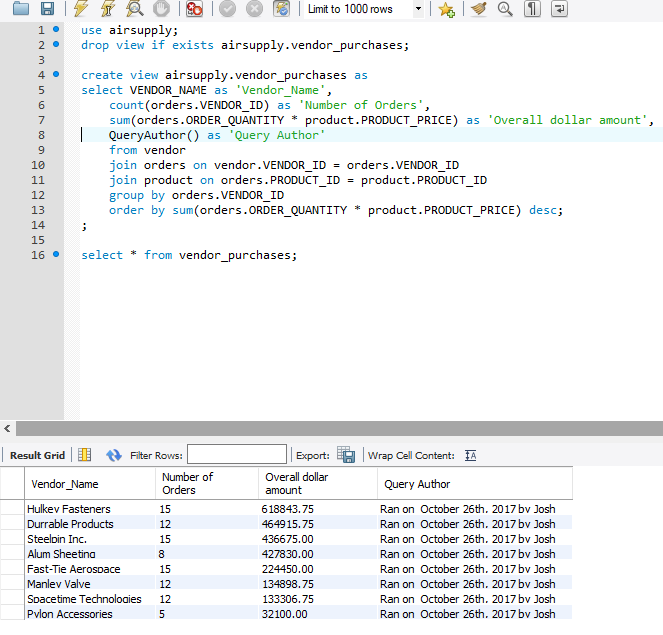 Limit to 1000 rows
1 use airsupply;
2 drop view if exists airsupply.vendor_purchases;
3
4 create view airsupply.vendor_purchases as
5 select VENDOR_NAME as 'Vendor_Name',
6 count(orders.VENDOR_ID) as 'Number of Orders',
7 sum(orders.ORDER_QUANTITY * product.PRODUCT_PRICE) as 'Overall dollar amount',
8 QueryAuthor() as 'Query Author'
9 from vendor
10 join orders on vendor.VENDOR_ID = orders.VENDOR_ID
11 join product on orders.PRODUCT_ID = product.PRODUCT_ID
12 group by orders.VENDOR_ID
13 order by sum(orders.ORDER_QUANTITY * product.PRODUCT_PRICE) desc;
14 ;
15
16 select * from vendor_purchases;
Result Grid Filter Rows: Export: Wrap Cell Content: IA
Vendor_Name Number of Orders Overall dollar amount Query Author
Hulkey Fasteners 15 618843.75 Ran on October 26th, 2017 by Josh
Durrable Products 12 464915.75 Ran on October 26th, 2017 by Josh
Steelpin Inc. 15 436675.00 Ran on October 26th, 2017 by Josh
Alum Sheeting 8 427830.00 Ran on October 26th, 2017 by Josh
Fast-Tie Aerospace 15 224450.00 Ran on October 26th, 2017 by Josh
Manley Valve 12 134898.75 Ran on October 26th, 2017 by Josh
Spacetime Technologies 12 133306.75 Ran on October 26th, 2017 by Josh
Pylon Accessories 5 32100.00 Ran on October 26th, 2017 by Josh